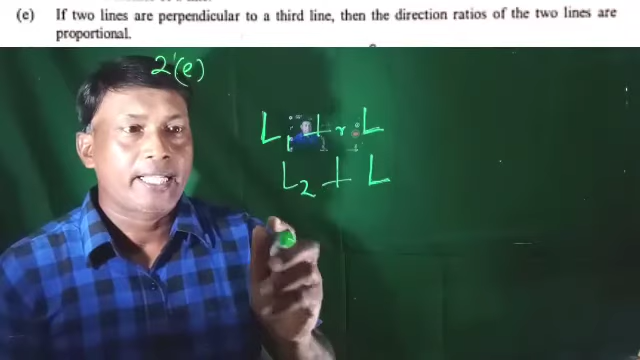 (e) If two lines are perpendicular to a third line, then the direction ratios of the two lines are
proportional.
2(e)
L₁ ⊥ r L
L₂ ⊥ L